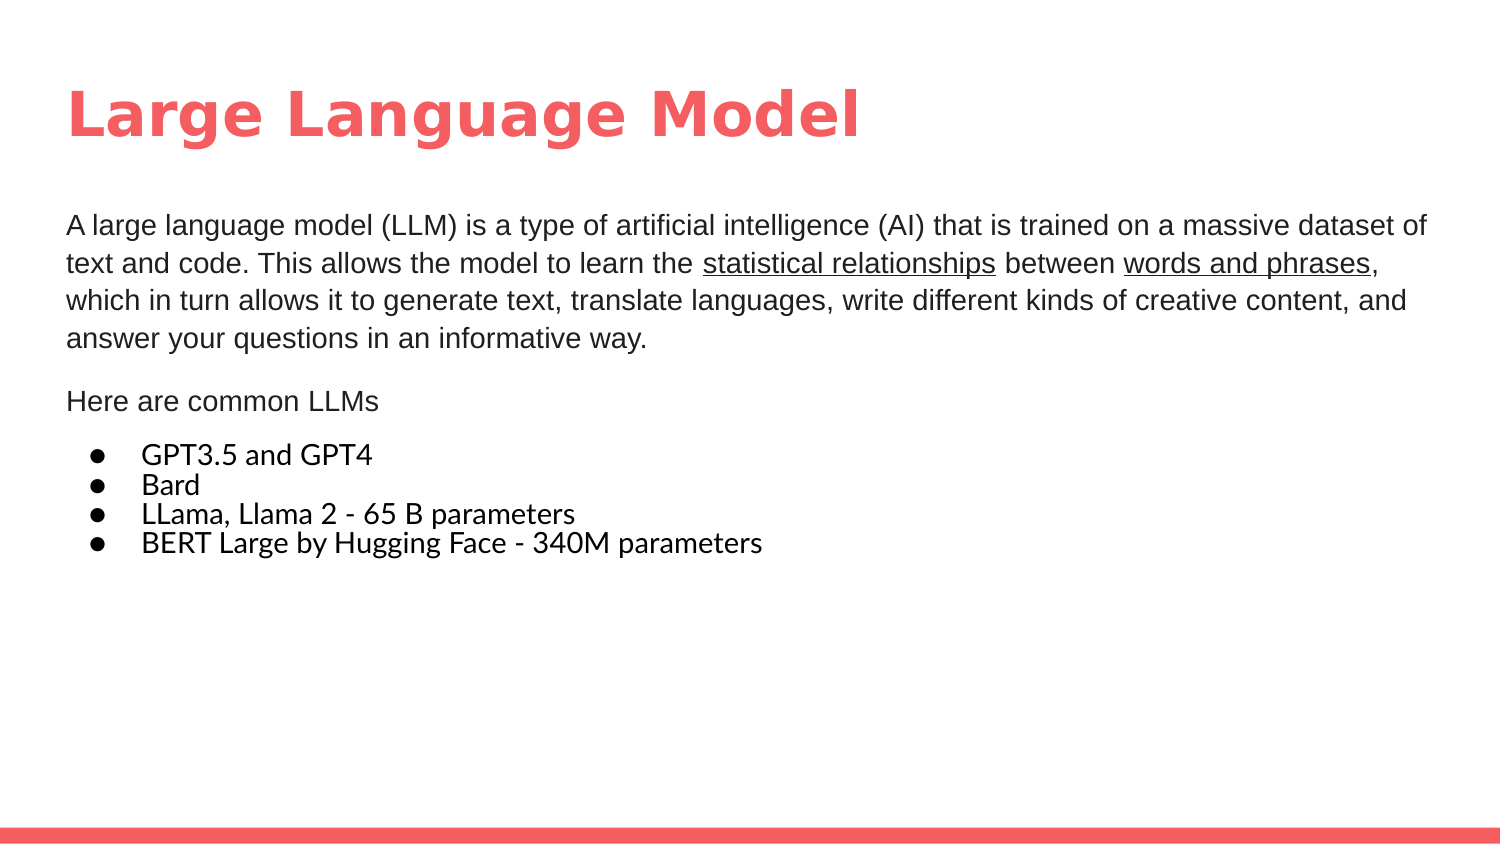 Large Language Model
A large language model (LLM) is a type of artificial intelligence (AI) that is trained on a massive dataset of
text and code. This allows the model to learn the statistical relationships between words and phrases,
which in turn allows it to generate text, translate languages, write different kinds of creative content, and
answer your questions in an informative way.
Here are common LLMs
● GPT3.5 and GPT4
● Bard
● LLama, Llama 2 - 65 B parameters
● BERT Large by Hugging Face - 340M parameters